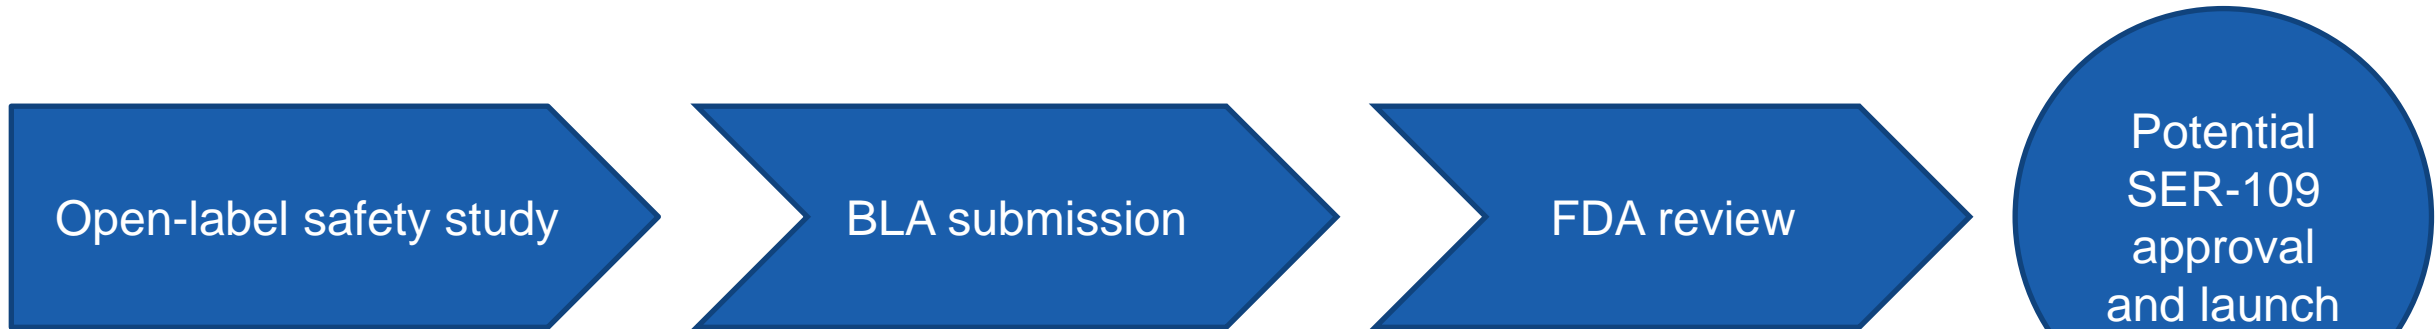 Open-label safety study
BLA submission
FDA review
Potential
SER-109
approval
and launch